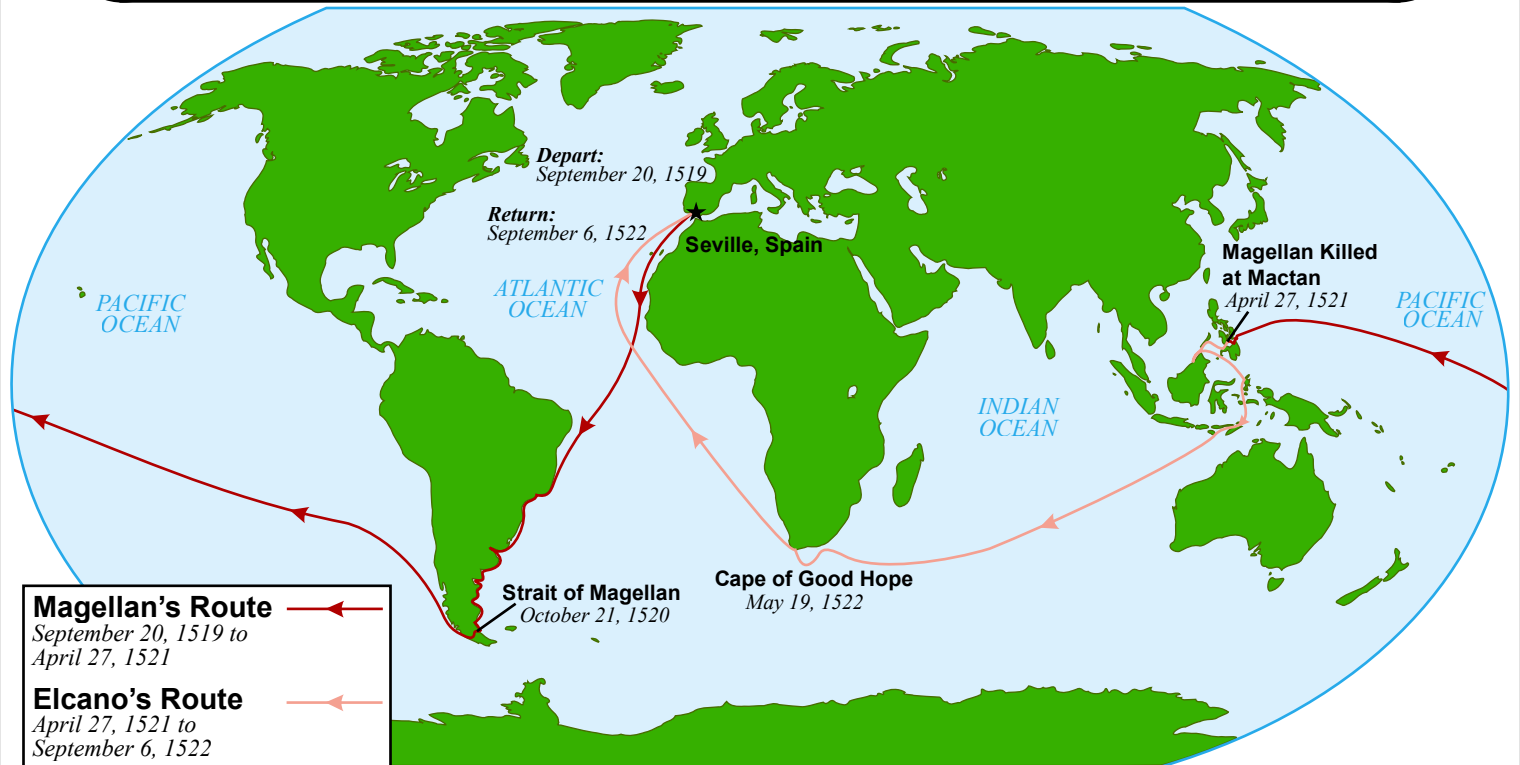 Depart:
September 20, 1519
Return:
September 6, 1522
Seville, Spain
ATLANTIC
OCEAN
PACIFIC
OCEAN
Magellan Killed
at Mactan
April 27, 1521
PACIFIC
OCEAN
INDIAN
OCEAN
Cape of Good Hope
May 19, 1522
Strait of Magellan
October 21, 1520
Magellan’s Route
September 20, 1519 to
April 27, 1521
Elcano’s Route
April 27, 1521 to
September 6, 1522